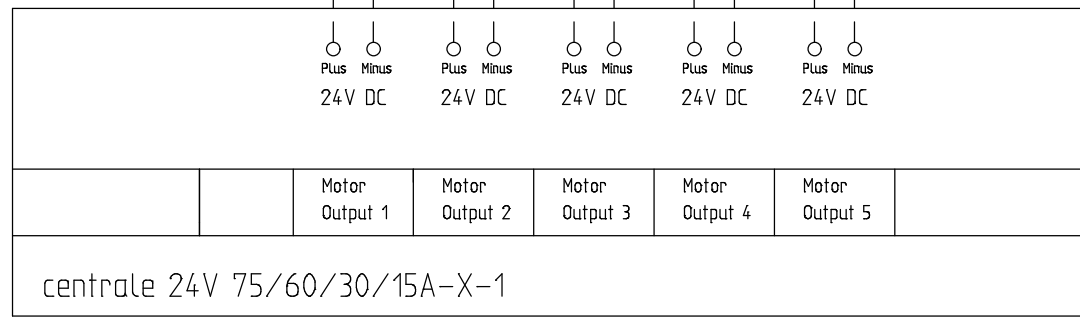 Plus Minus Plus Minus Plus Minus Plus Minus Plus Minus
24V DC 24V DC 24V DC 24V DC 24V DC
Motor Motor Motor Motor Motor
Output 1 Output 2 Output 3 Output 4 Output 5
centrale 24V 75/60/30/15A-X-1